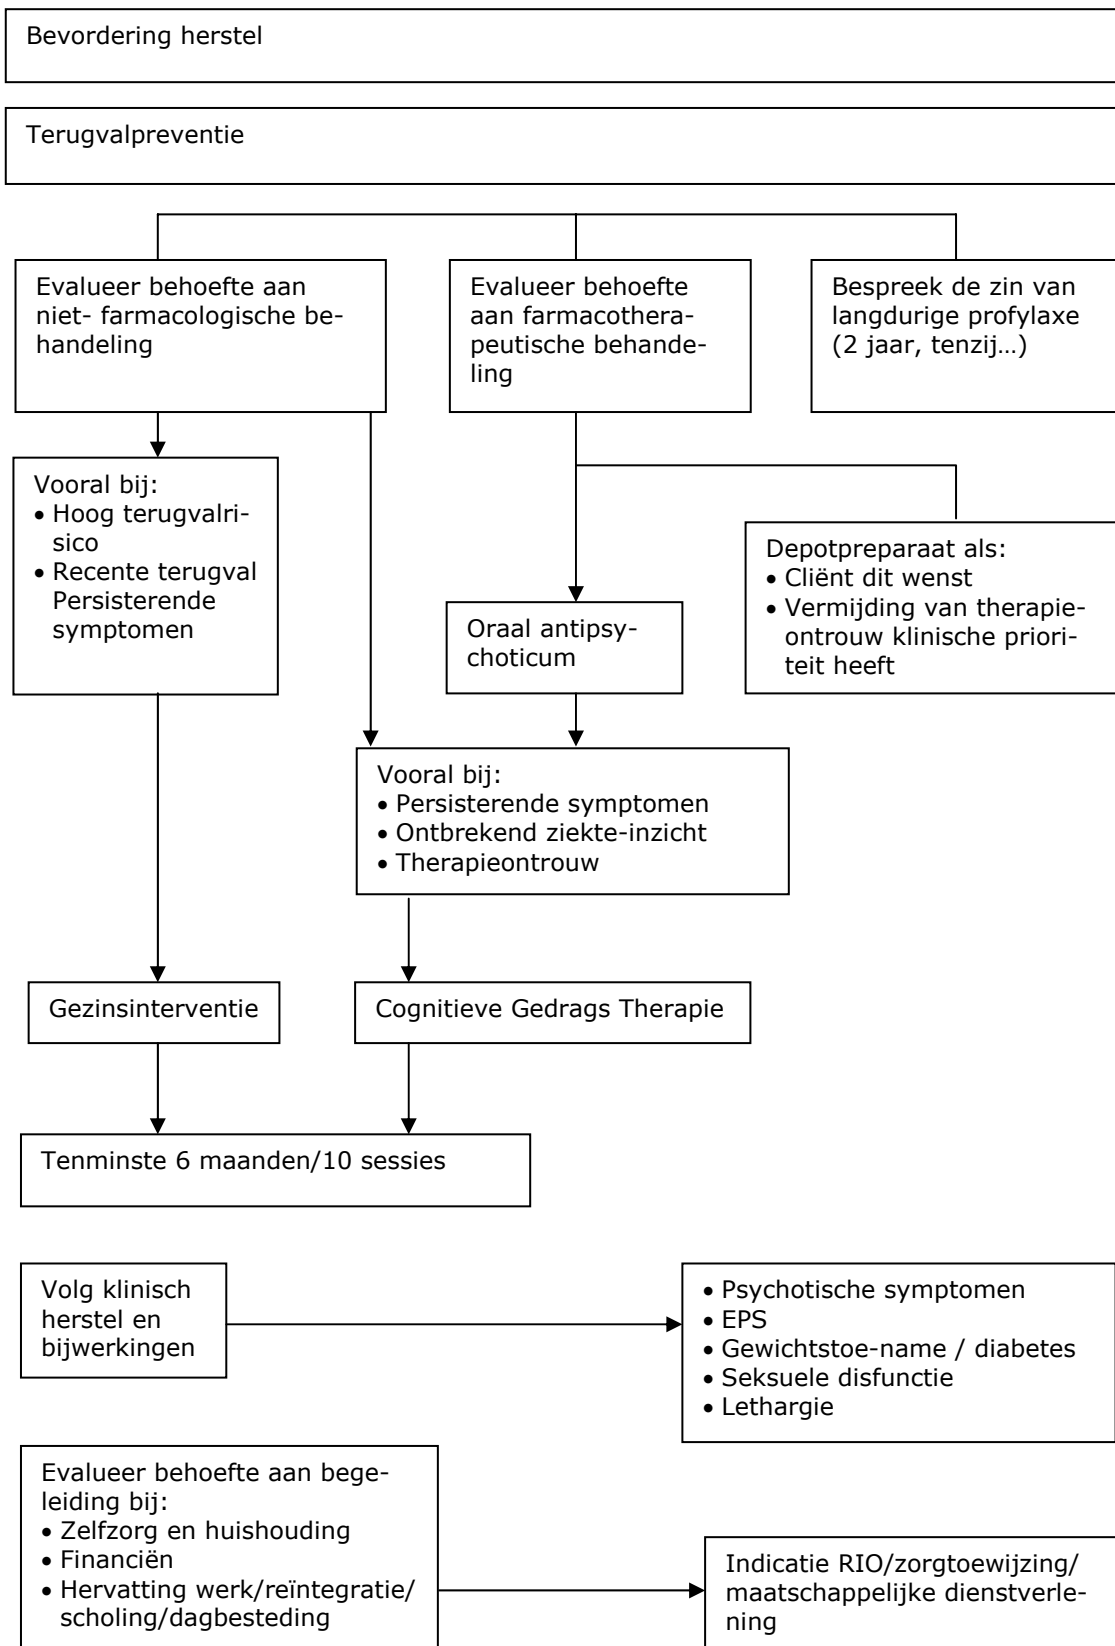 Bevordering herstel
Terugvalpreventie
Evalueer behoefte aan
niet- farmacologische be-
handeling
Evalueer behoefte
aan farmacothera-
peutische behande-
ling
Bespreek de zin van
langdurige profylaxe
(2 jaar, tenzij…)
Vooral bij:
• Hoog terugvalri-
sico
• Recente terugval
Persisterende
symptomen
Oraal antipsy-
choticum
Depotpreparaat als:
• Cliënt dit wenst
• Vermijding van therapie-
ontrouw klinische priori-
teit heeft
Vooral bij:
• Persisterende symptomen
• Ontbrekend ziekte-inzicht
• Therapieontrouw
Gezinsinterventie
Cognitieve Gedrags Therapie
Tenminste 6 maanden/10 sessies
Volg klinisch
herstel en
bijwerkingen
• Psychotische symptomen
• EPS
• Gewichtstoe-name / diabetes
• Seksuele disfunctie
• Lethargie
Evalueer behoefte aan bege-
leiding bij:
• Zelfzorg en huishouding
• Financiën
• Hervatting werk/reïntegratie/
scholing/dagbesteding
Indicatie RIO/zorgtoewijzing/
maatschappelijke dienstverle-
ning